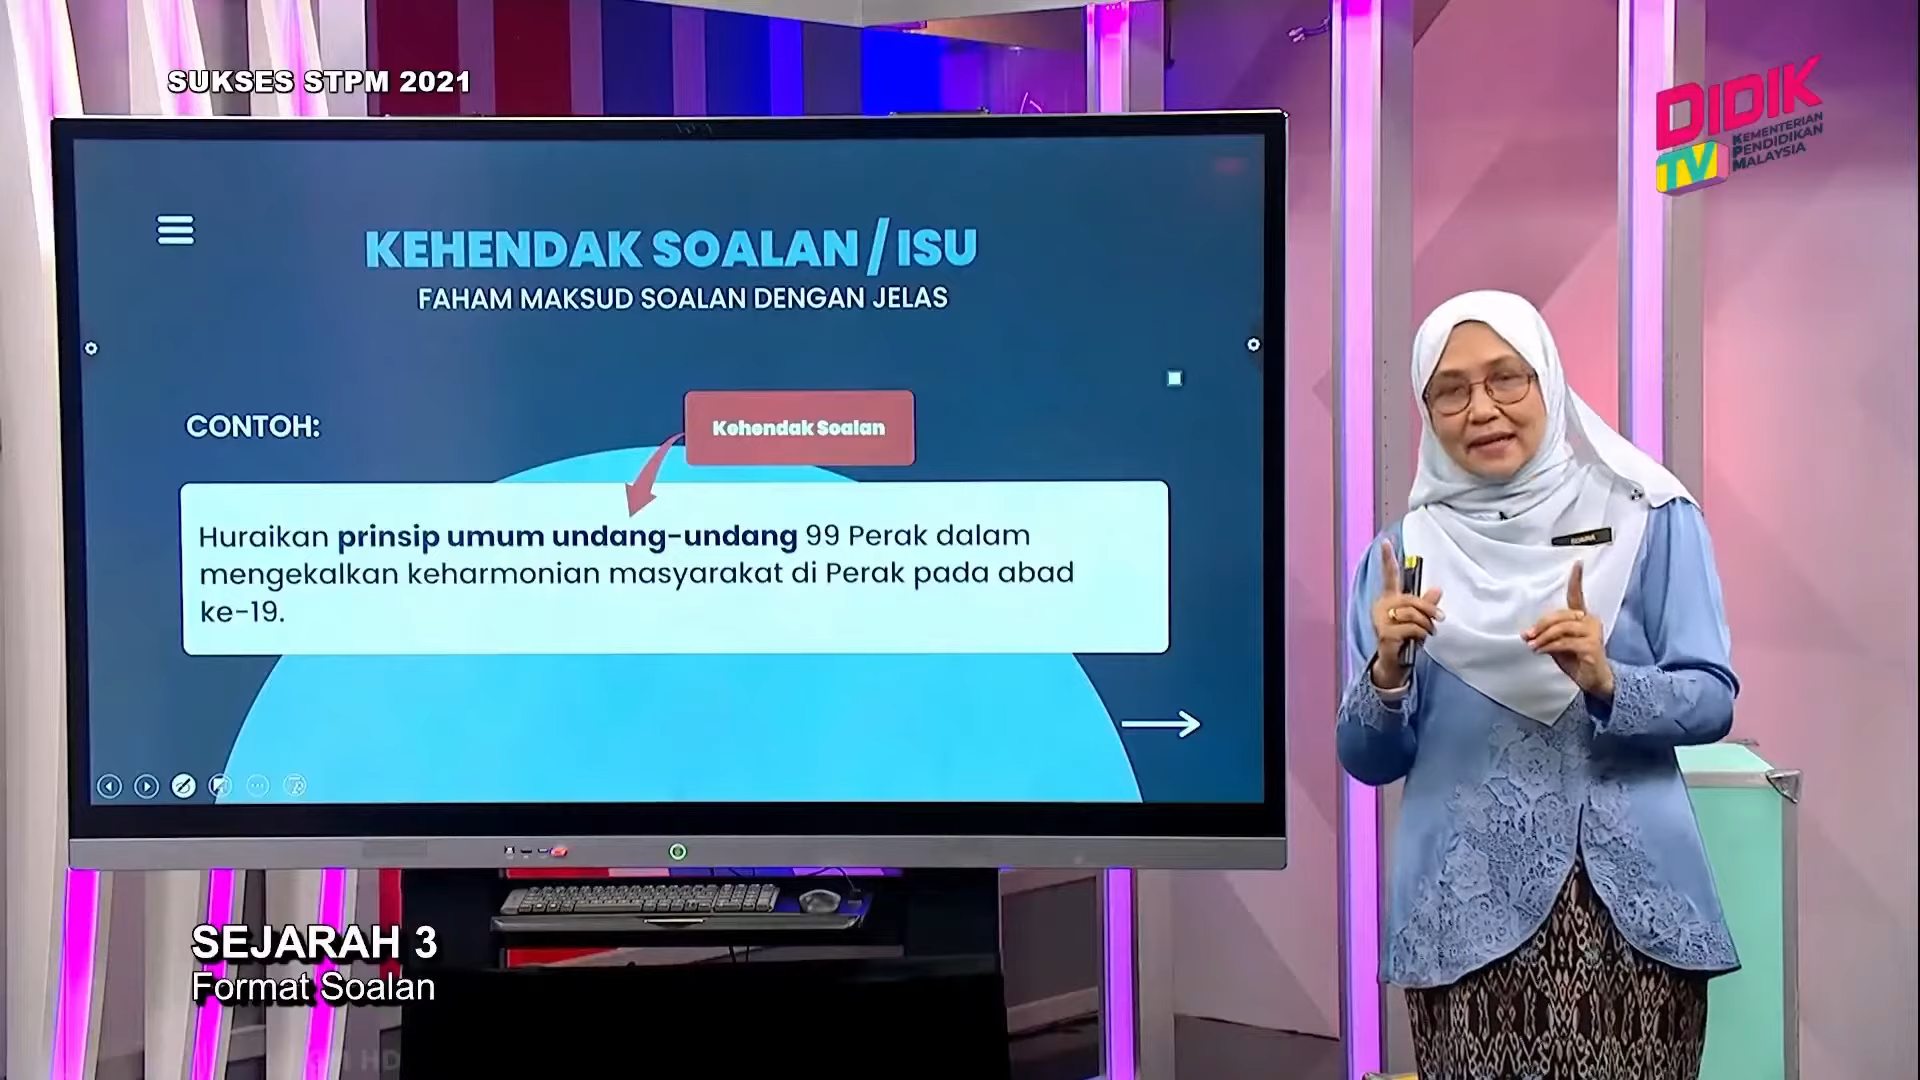 SUKSES STPM 2021
DIDIK
TV
KEMENTERIAN
PENDIDIKAN
MALAYSIA
KEHENDAK SOALAN/ISU
FAHAM MAKSUD SOALAN DENGAN JELAS
CONTOH:
Kehendak Soalan
Huraikan prinsip umum undang-undang 99 Perak dalam
mengekalkan keharmonian masyarakat di Perak pada abad
ke-19.
SEJARAH 3
Format Soalan